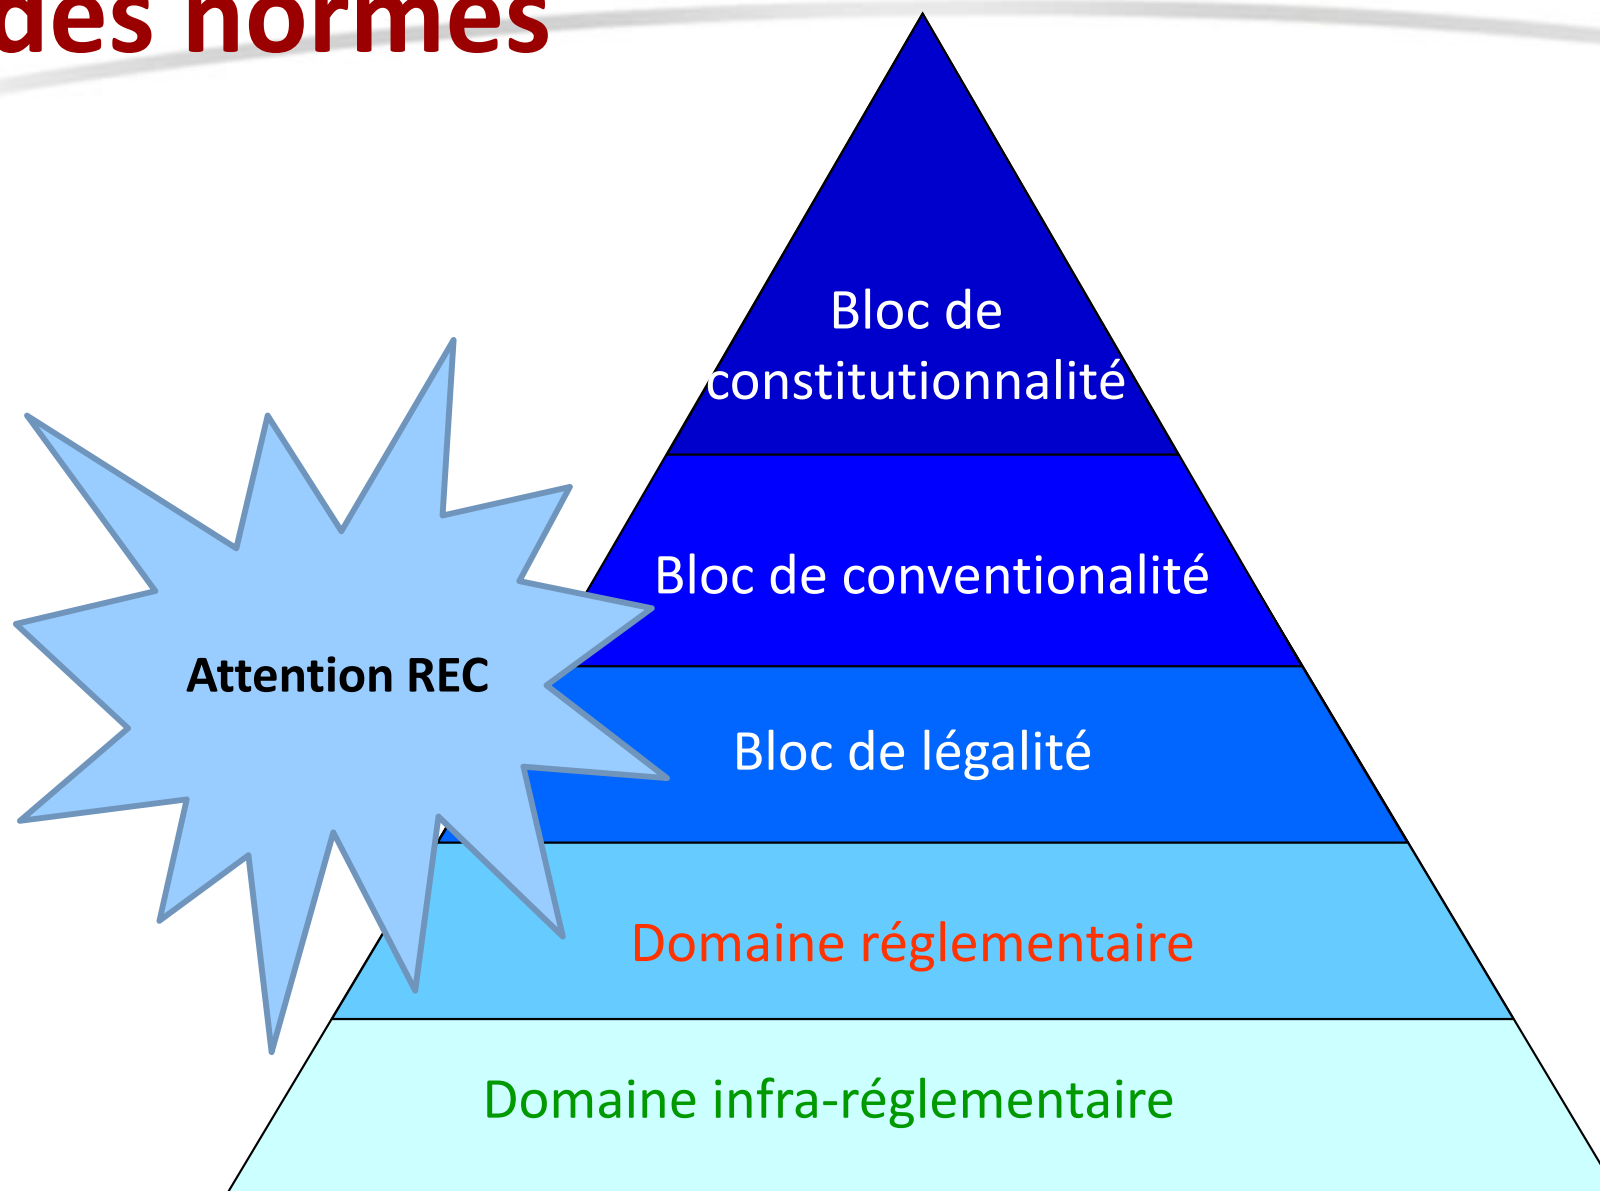 des normes
Bloc de
constitutionnalité
Bloc de conventionalité
Attention REC
Bloc de légalité
Domaine réglementaire
Domaine infra-réglementaire